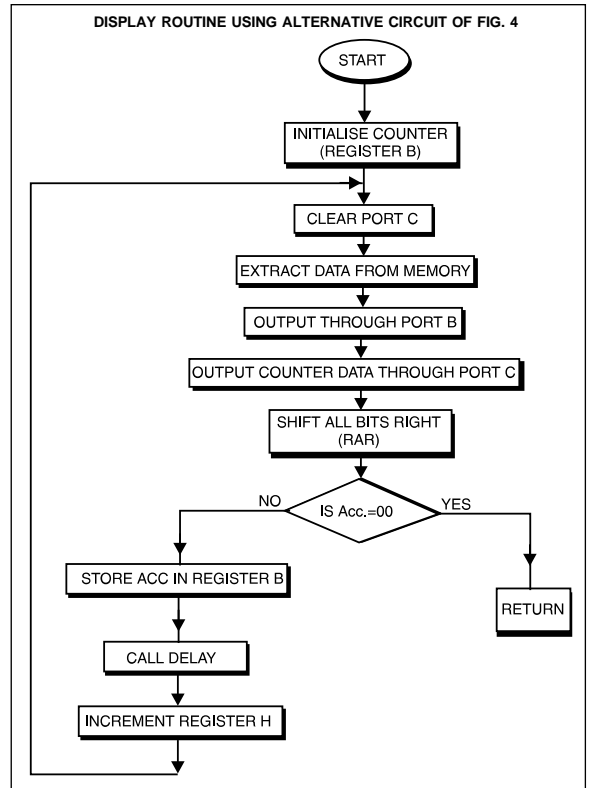 DISPLAY ROUTINE USING ALTERNATIVE CIRCUIT OF FIG. 4
START
INITIALISE COUNTER
(REGISTER B)
CLEAR PORT C
EXTRACT DATA FROM MEMORY
OUTPUT THROUGH PORT B
OUTPUT COUNTER DATA THROUGH PORT C
SHIFT ALL BITS RIGHT
(RAR)
IS Acc.=00
NO
YES
STORE ACC IN REGISTER B
RETURN
CALL DELAY
INCREMENT REGISTER H